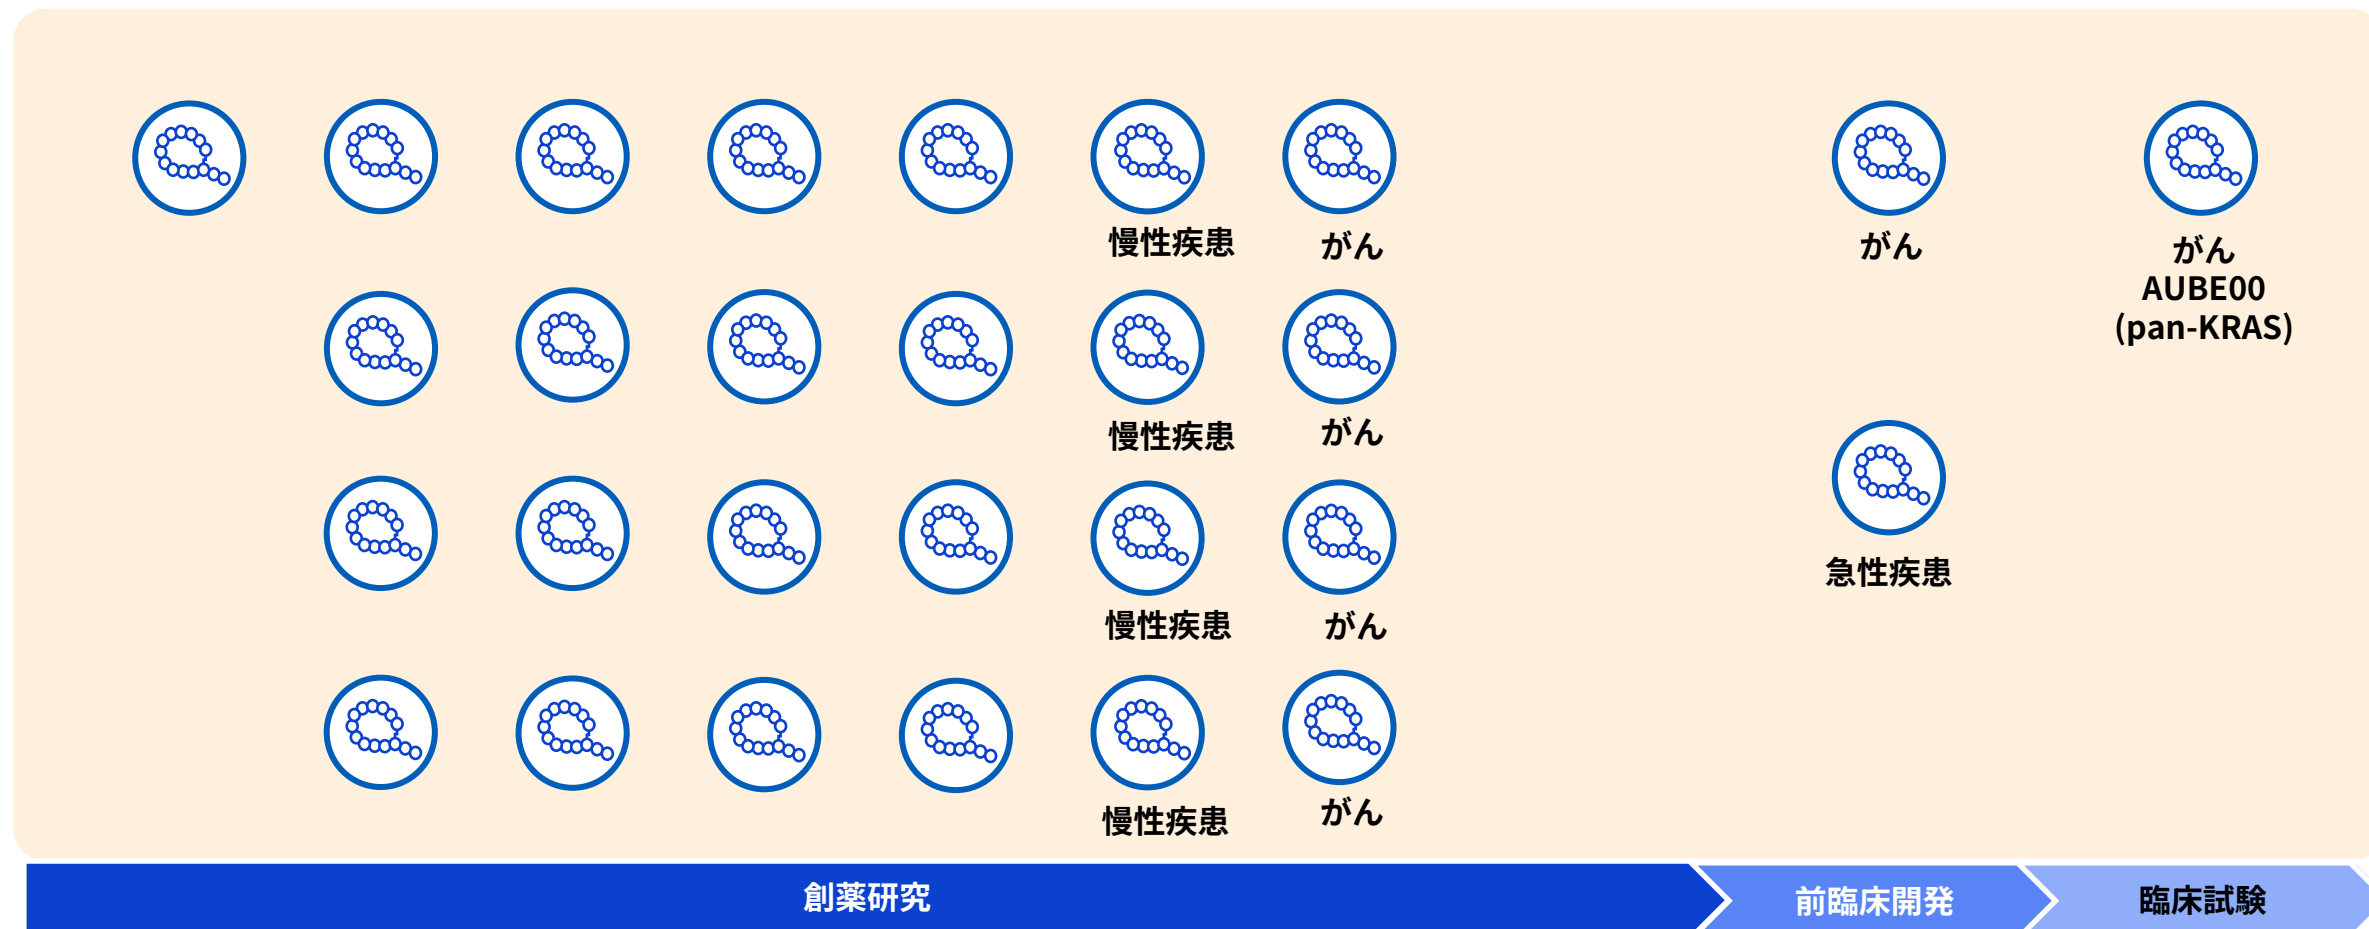 慢性疾患
がん
がん
がん
AUBE00
(pan-KRAS)
慢性疾患
がん
急性疾患
慢性疾患
がん
慢性疾患
がん
創薬研究
前臨床開発
臨床試験